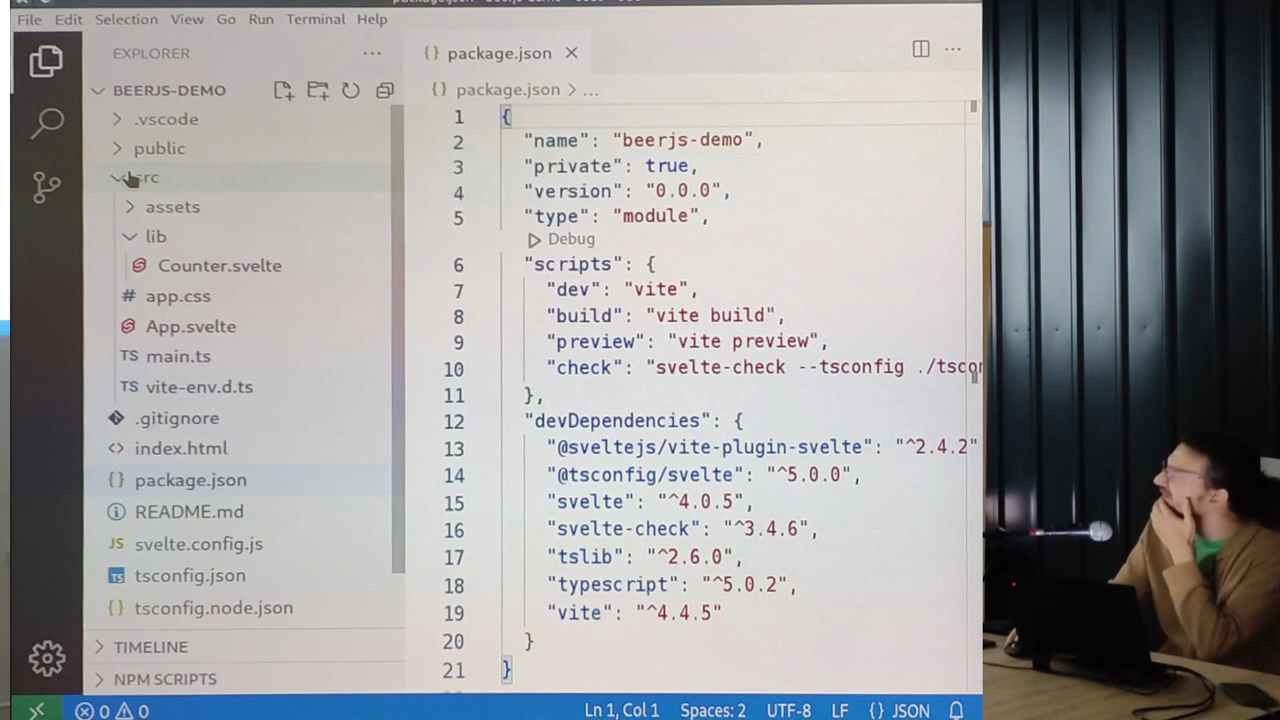 File Edit Selection View Go Run Terminal Help
EXPLORER
BEERJS-DEMO
.vscode
public
src
assets
lib
Counter.svelte
app.css
App.svelte
TS main.ts
TS vite-env.d.ts
.gitignore
index.html
package.json
README.md
JS svelte.config.js
TS tsconfig.json
tsconfig.node.json
TIMELINE
NPM SCRIPTS
{} package.json
{} package.json > ...
1 {
2 "name": "beerjs-demo",
3 "private": true,
4 "version": "0.0.0",
5 "type": "module",
Debug
6 "scripts": {
7 "dev": "vite",
8 "build": "vite build",
9 "preview": "vite preview",
10 "check": "svelte-check --tsconfig ./tscon
11 },
12 "devDependencies": {
13 "@sveltejs/vite-plugin-svelte": "^2.4.2"
14 "@tsconfig/svelte": "^5.0.0",
15 "svelte": "^4.0.5",
16 "svelte-check": "^3.4.6",
17 "tslib": "^2.6.0",
18 "typescript": "^5.0.2",
19 "vite": "^4.4.5"
20 }
21 }
0 0 Ln 1, Col 1 Spaces: 2 UTF-8 LF {} JSON